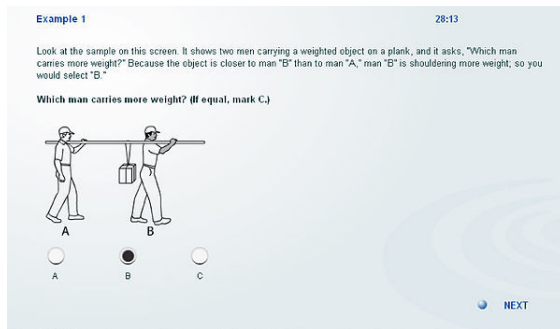 Example 1
28:13
Look at the sample on this screen. It shows two men carrying a weighted object on a plank, and it asks, "Which man
carries more weight?" Because the object is closer to man "B" than to man "A," man "B" is shouldering more weight; so you
would select "B."
Which man carries more weight? (If equal, mark C.)
A B
A B C
NEXT